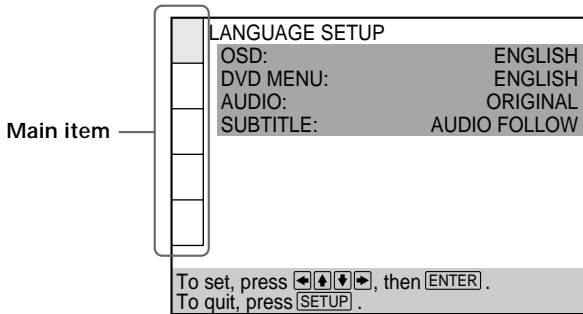 LANGUAGE SETUP
OSD: ENGLISH
DVD MENU: ENGLISH
AUDIO: ORIGINAL
SUBTITLE: AUDIO FOLLOW
Main item
To set, press ←↑↓→, then ENTER .
To quit, press SETUP .